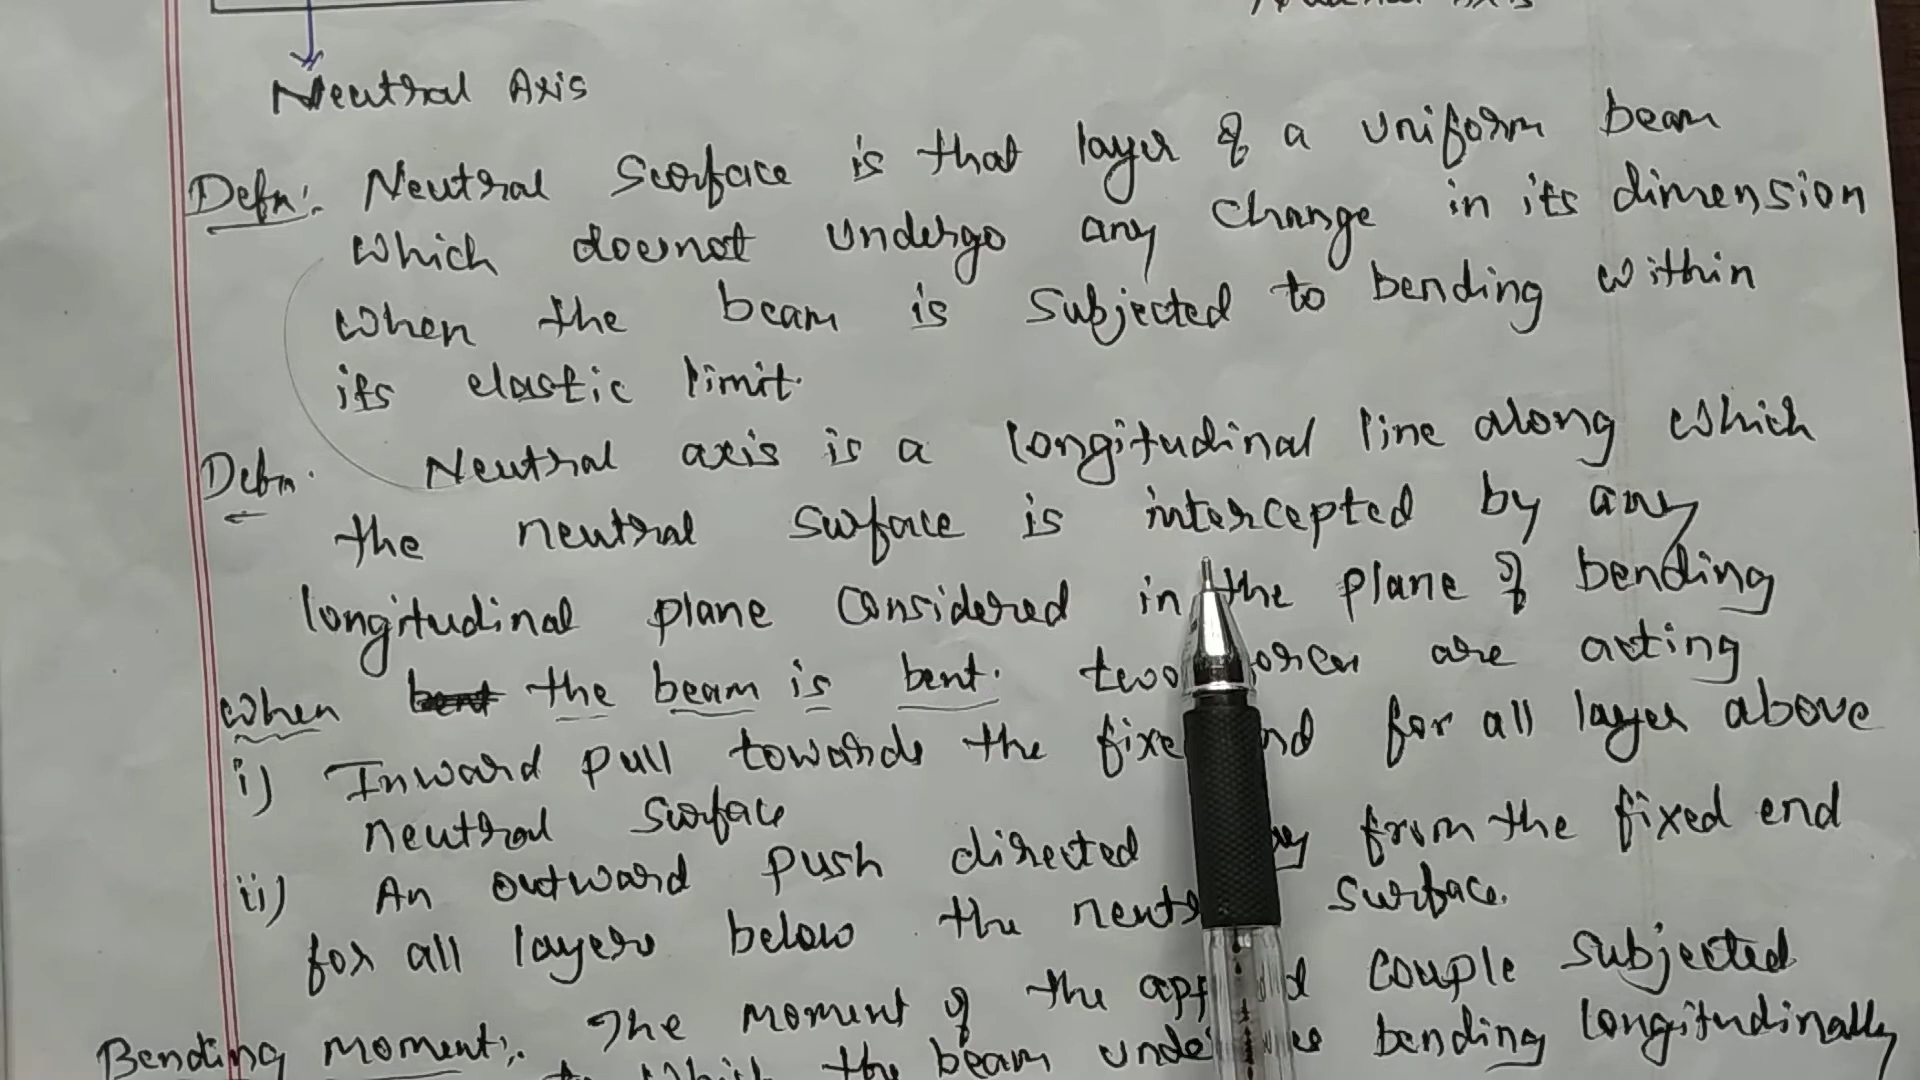 Neutral Axis
Defn:. Neutral Surface is that layer of a uniform beam
which doesnot undergo any change in its dimension
when the beam is subjected to bending within
its elastic limit.
Defn. Neutral axis is a longitudinal line along which
the neutral surface is intercepted by any
longitudinal plane considered in the plane of bending
when the beam is bent. two are acting
i) Inward pull towards the for all layer above
neutral surface
ii) An outward push directed from the fixed end
for all layers below the surface.
Bending moment:. The moment of the couple subjected
which the beam bending longitudinally